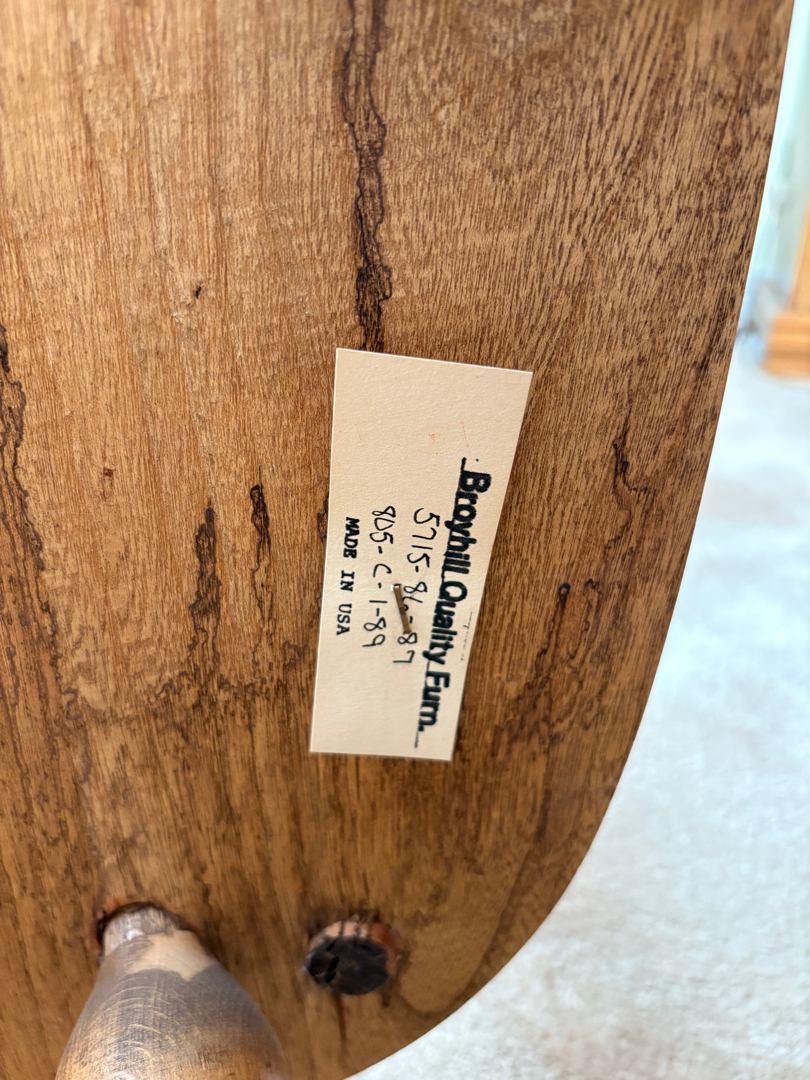 Broyhill Quality Furn.
5715-86-87
805-C-1-89
MADE IN USA